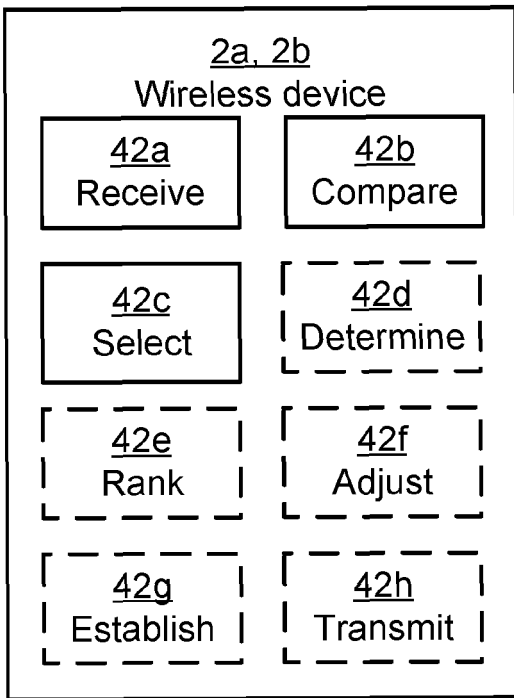 2a, 2b
Wireless device
42a
Receive
42b
Compare
42c
Select
42d
Determine
42e
Rank
42f
Adjust
42g
Establish
42h
Transmit